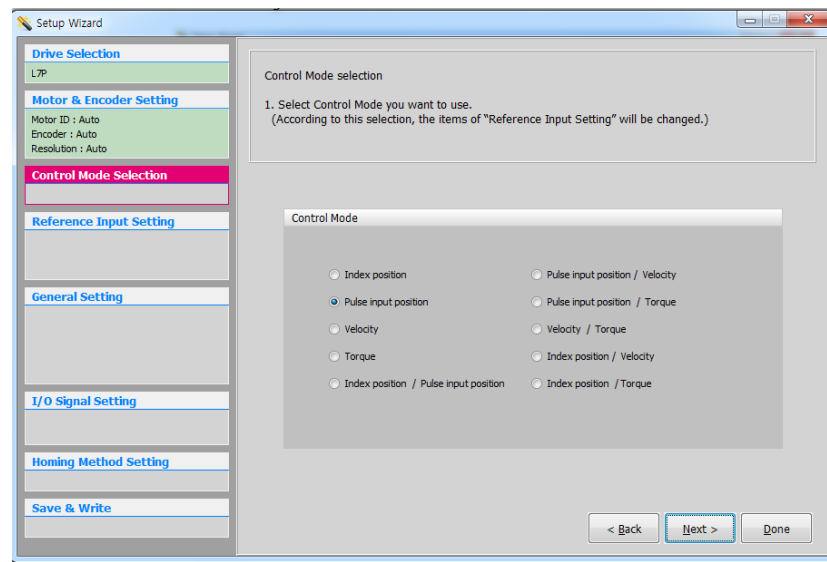 Setup Wizard
Drive Selection
L7P
Motor & Encoder Setting
Motor ID : Auto
Encoder : Auto
Resolution : Auto
Control Mode Selection
Reference Input Setting
General Setting
I/O Signal Setting
Homing Method Setting
Save & Write
Control Mode selection
1. Select Control Mode you want to use.
(According to this selection, the items of "Reference Input Setting" will be changed.)
Control Mode
Index position
Pulse input position / Velocity
Pulse input position
Pulse input position / Torque
Velocity
Velocity / Torque
Torque
Index position / Velocity
Index position / Pulse input position
Index position / Torque
< Back
Next >
Done